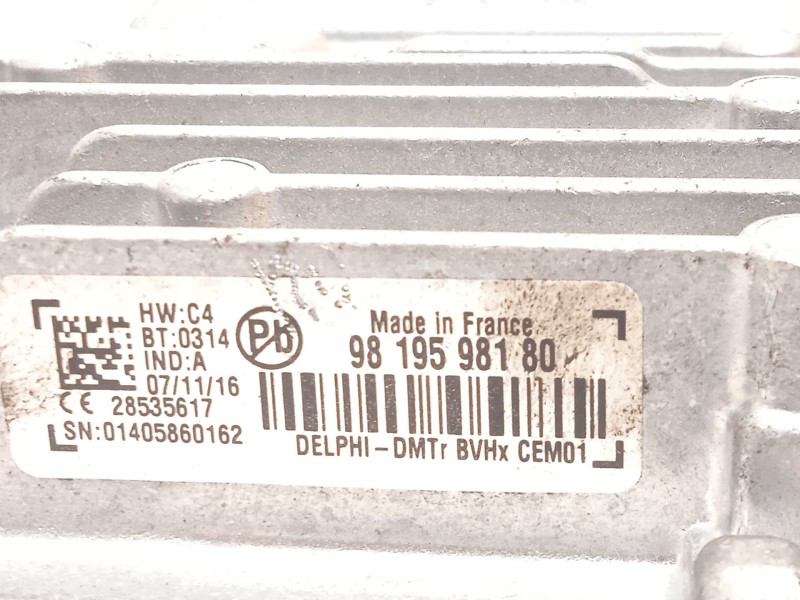 HW:C4
BT:0314
IND:A
07/11/16
CE 28535617
SN:01405860162
Pb
Made in France
98 195 981 80
DELPHI-DMTr BVHx CEM01